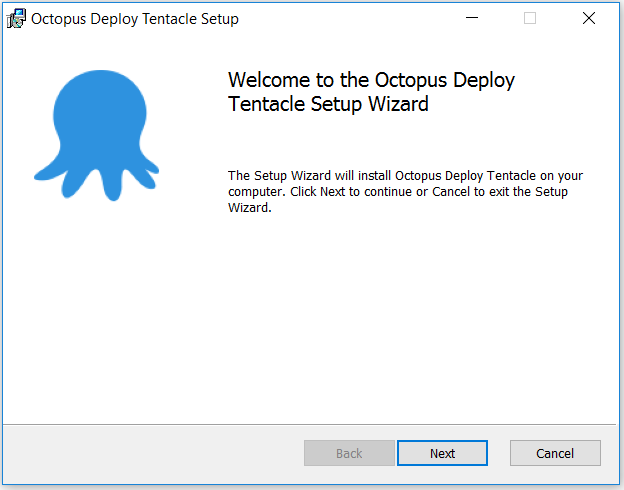 Octopus Deploy Tentacle Setup
Welcome to the Octopus Deploy
Tentacle Setup Wizard
The Setup Wizard will install Octopus Deploy Tentacle on your
computer. Click Next to continue or Cancel to exit the Setup
Wizard.
Back
Next
Cancel